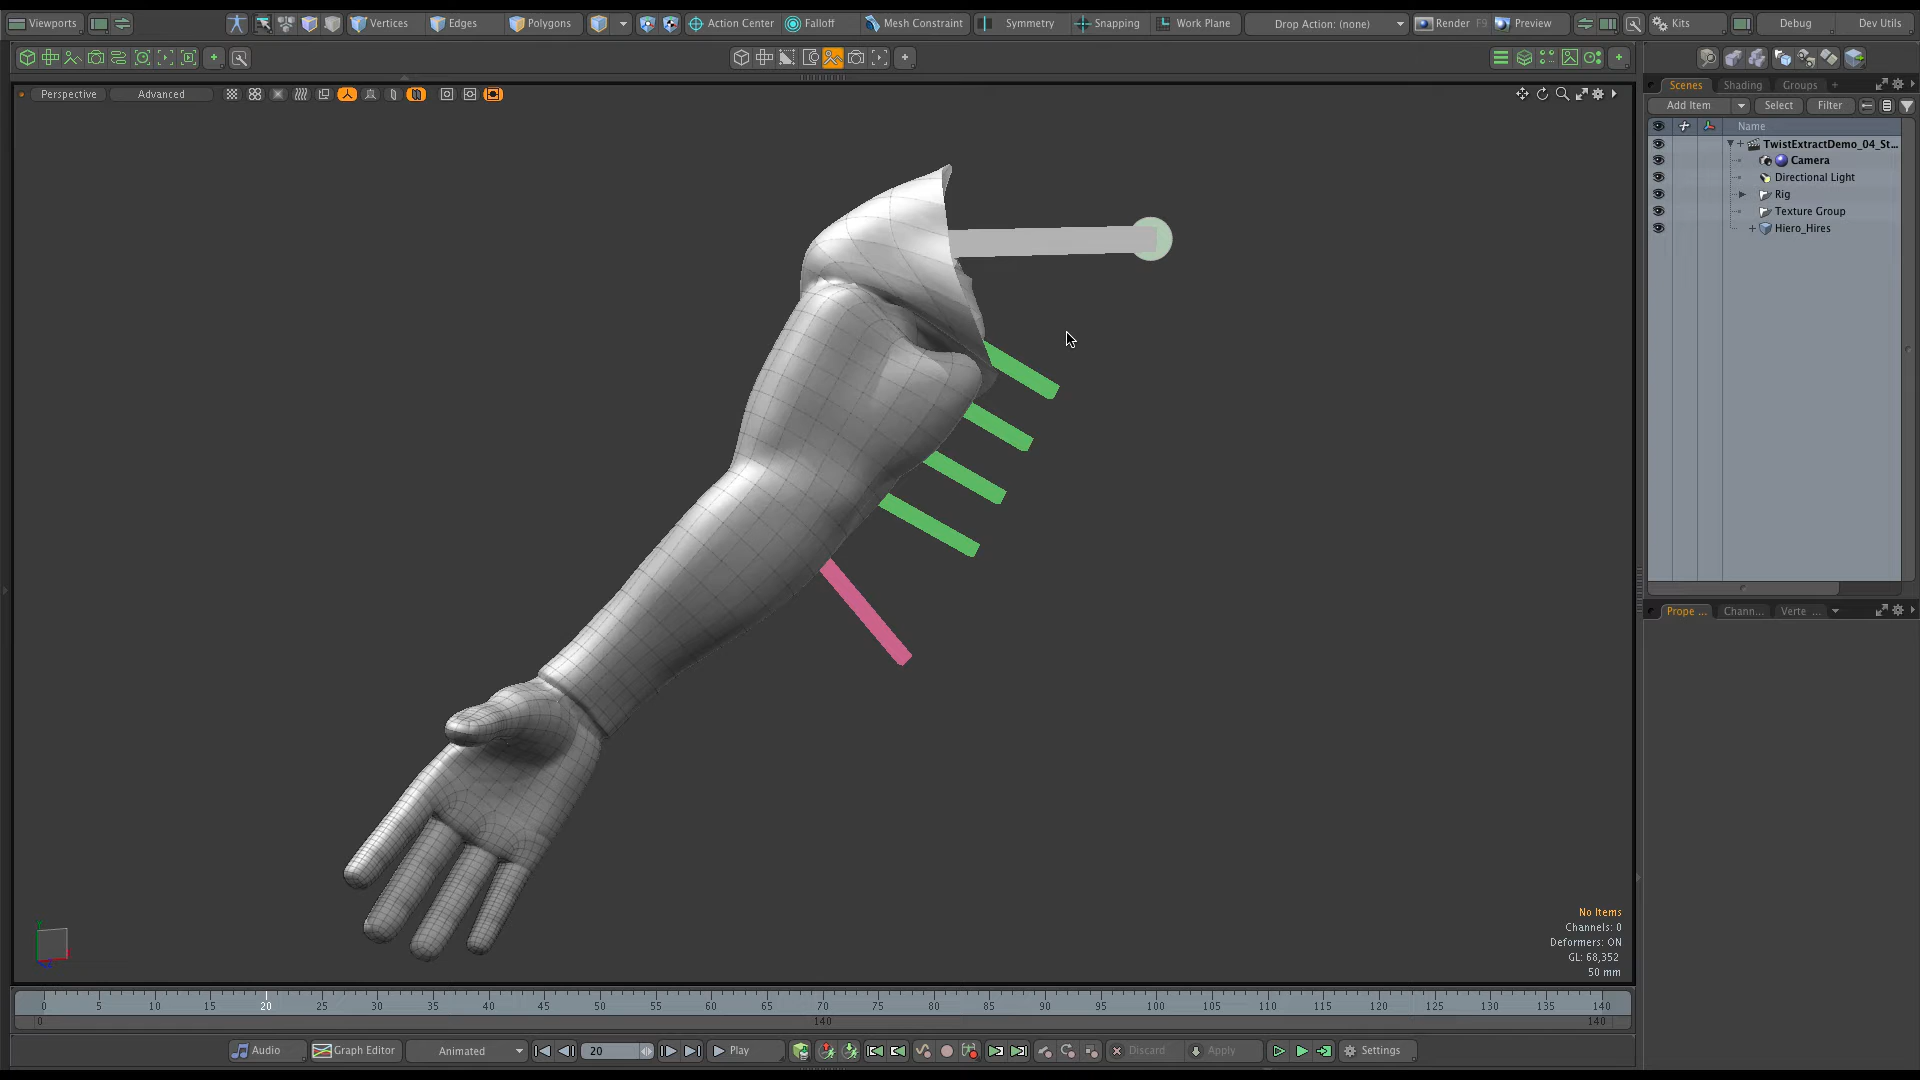 Viewports Vertices Edges Polygons Action Center Falloff Mesh Constraint Symmetry Snapping Work Plane Drop Action: (none) Render F9 Preview Kits Debug Dev Utils
Perspective Advanced
Scenes Shading Groups +
Add Item Select Filter
Name
TwistExtractDemo_04_St...
Camera
Directional Light
Rig
Texture Group
Hiero_Hires
Prope ... Chann... Verte ...
No Items
Channels: 0
Deformers: ON
GL: 68,352
50 mm
0 5 10 15 20 25 30 35 40 45 50 55 60 65 70 75 80 85 90 95 100 105 110 115 120 125 130 135 140
0 140 140
Audio Graph Editor Animated 20 Play Discard Apply Settings